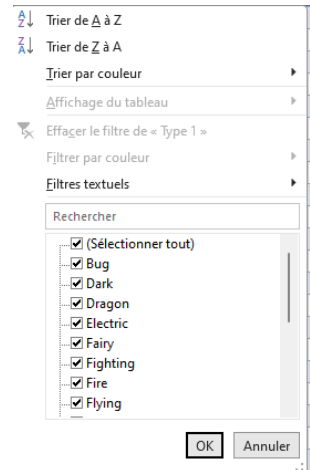 Trier de A à Z
Trier de Z à A
Trier par couleur
Affichage du tableau
Effacer le filtre de « Type 1 »
Filtrer par couleur
Filtres textuels
Rechercher
(Sélectionner tout)
Bug
Dark
Dragon
Electric
Fairy
Fighting
Fire
Flying
OK Annuler